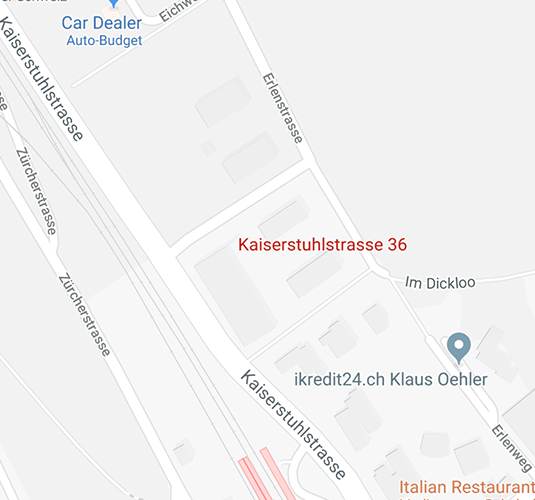 Car Dealer
Auto-Budget
Kaiserstuhlstrasse
Erlenstrasse
Zürcherstrasse
Kaiserstuhlstrasse 36
Im Dickloo
Zürcherstrasse
ikredit24.ch Klaus Oehler
Kaiserstuhlstrasse
Erlenweg
Italian Restaurant